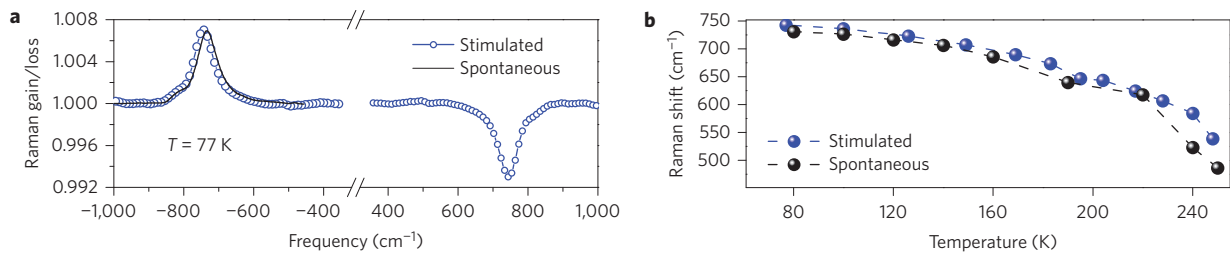 a
1.008
1.004
1.000
0.996
0.992
Raman gain/loss
Stimulated
Spontaneous
T = 77 K
−1,000 −800 −600 −400 400 600 800 1,000
Frequency (cm−1)
b
750
700
650
600
550
500
Raman shift (cm−1)
Stimulated
Spontaneous
80 120 160 200 240
Temperature (K)